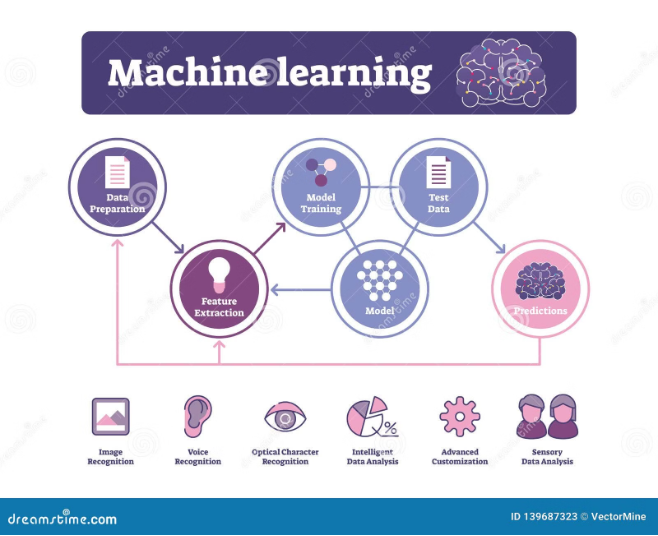 Machine learning
Data
Preparation
Model
Training
Test
Data
Feature
Extraction
Model
Predictions
%
Image
Recognition
Voice
Recognition
Optical Character
Recognition
Intelligent
Data Analysis
Advanced
Customization
Sensory
Data Analysis
dreamstime.com
ID 139687323 © VectorMine